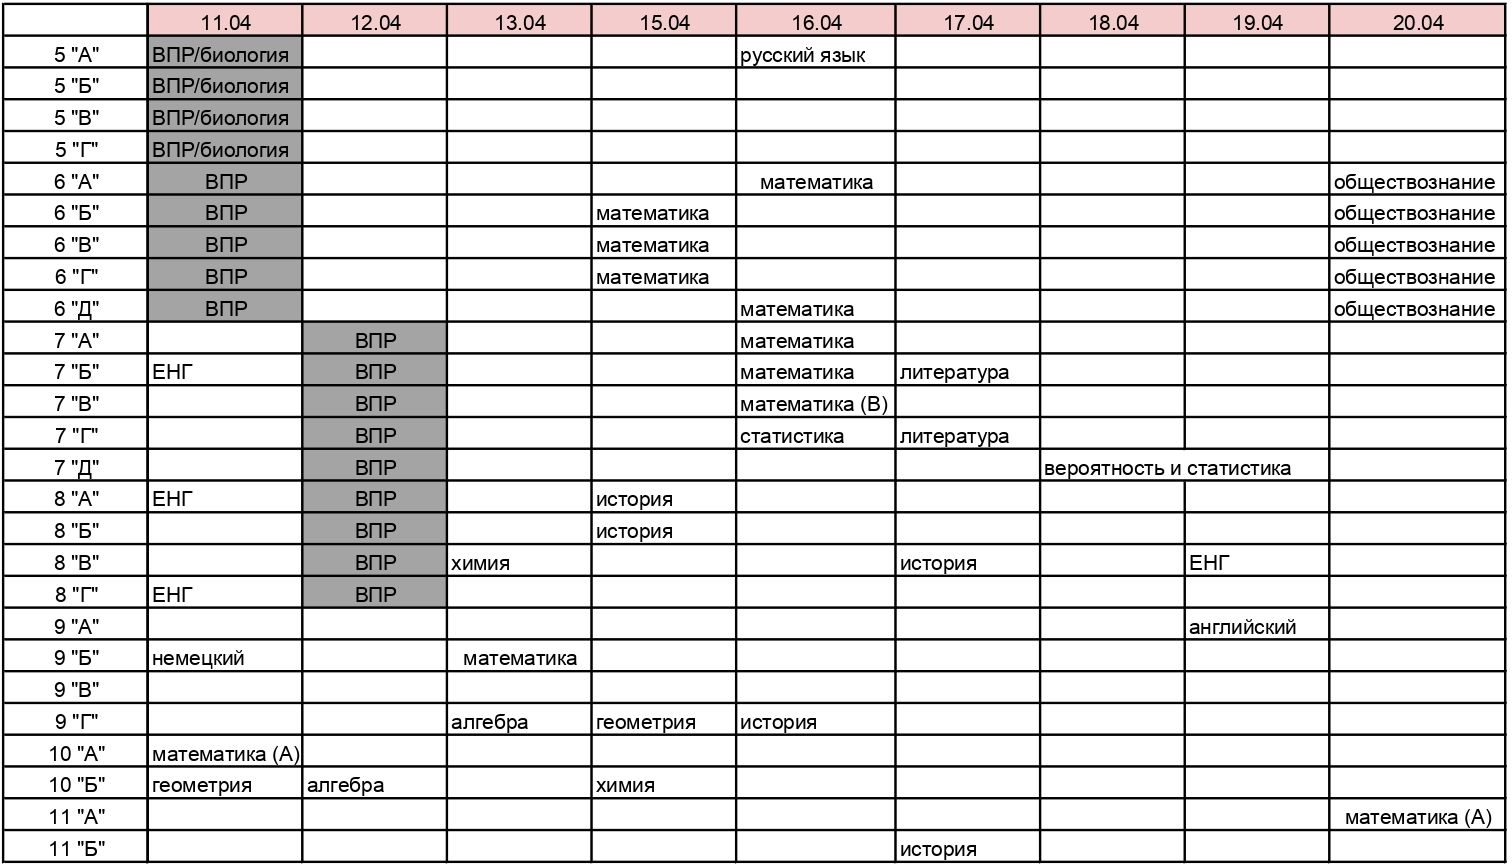 11.04 12.04 13.04 15.04 16.04 17.04 18.04 19.04 20.04
5 "А" ВПР/биология русский язык
5 "Б" ВПР/биология
5 "В" ВПР/биология
5 "Г" ВПР/биология
6 "А" ВПР математика обществознание
6 "Б" ВПР математика обществознание
6 "В" ВПР математика обществознание
6 "Г" ВПР математика обществознание
6 "Д" ВПР математика обществознание
7 "А" ВПР математика
7 "Б" ЕНГ ВПР математика литература
7 "В" ВПР математика (В)
7 "Г" ВПР статистика литература
7 "Д" ВПР вероятность и статистика
8 "А" ЕНГ ВПР история
8 "Б" ВПР история
8 "В" ВПР химия история ЕНГ
8 "Г" ЕНГ ВПР
9 "А" английский
9 "Б" немецкий математика
9 "В"
9 "Г" алгебра геометрия история
10 "А" математика (А)
10 "Б" геометрия алгебра химия
11 "А" математика (А)
11 "Б" история